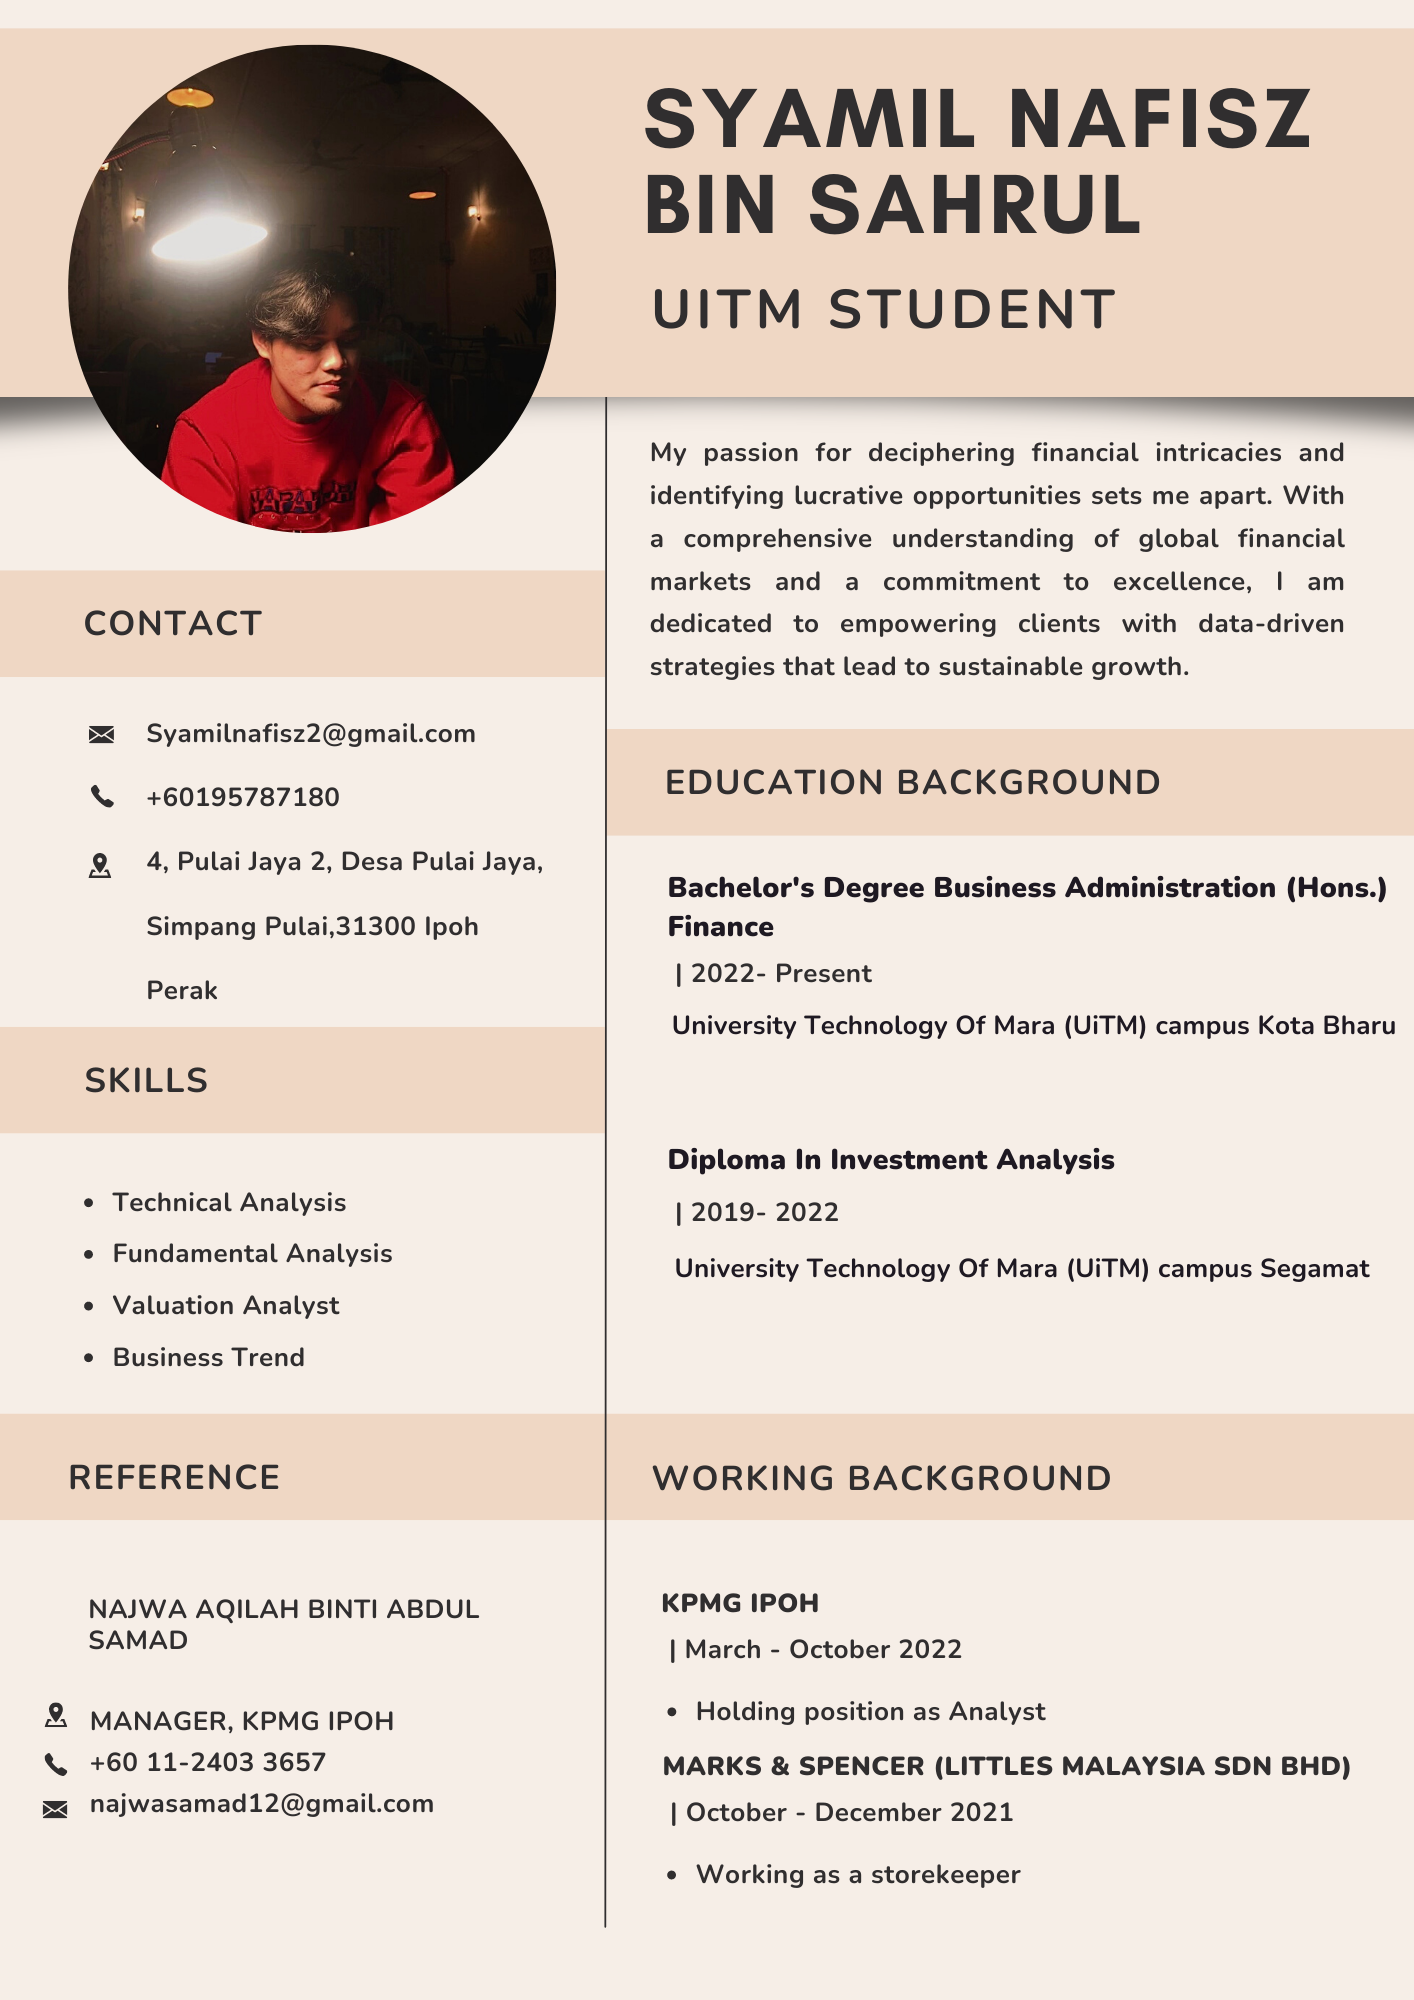 SYAMIL NAFISZ
BIN SAHRUL
UITM STUDENT
My passion for deciphering financial intricacies and
identifying lucrative opportunities sets me apart. With
a comprehensive understanding of global financial
markets and a commitment to excellence, I am
dedicated to empowering clients with data-driven
strategies that lead to sustainable growth.
CONTACT
Syamilnafisz2@gmail.com
+60195787180
4, Pulai Jaya 2, Desa Pulai Jaya,
Simpang Pulai,31300 Ipoh
Perak
SKILLS
• Technical Analysis
• Fundamental Analysis
• Valuation Analyst
• Business Trend
REFERENCE
NAJWA AQILAH BINTI ABDUL
SAMAD
MANAGER, KPMG IPOH
+60 11-2403 3657
najwasamad12@gmail.com
EDUCATION BACKGROUND
Bachelor's Degree Business Administration (Hons.)
Finance
| 2022- Present
University Technology Of Mara (UiTM) campus Kota Bharu
Diploma In Investment Analysis
| 2019- 2022
University Technology Of Mara (UiTM) campus Segamat
WORKING BACKGROUND
KPMG IPOH
| March - October 2022
• Holding position as Analyst
MARKS & SPENCER (LITTLES MALAYSIA SDN BHD)
| October - December 2021
• Working as a storekeeper